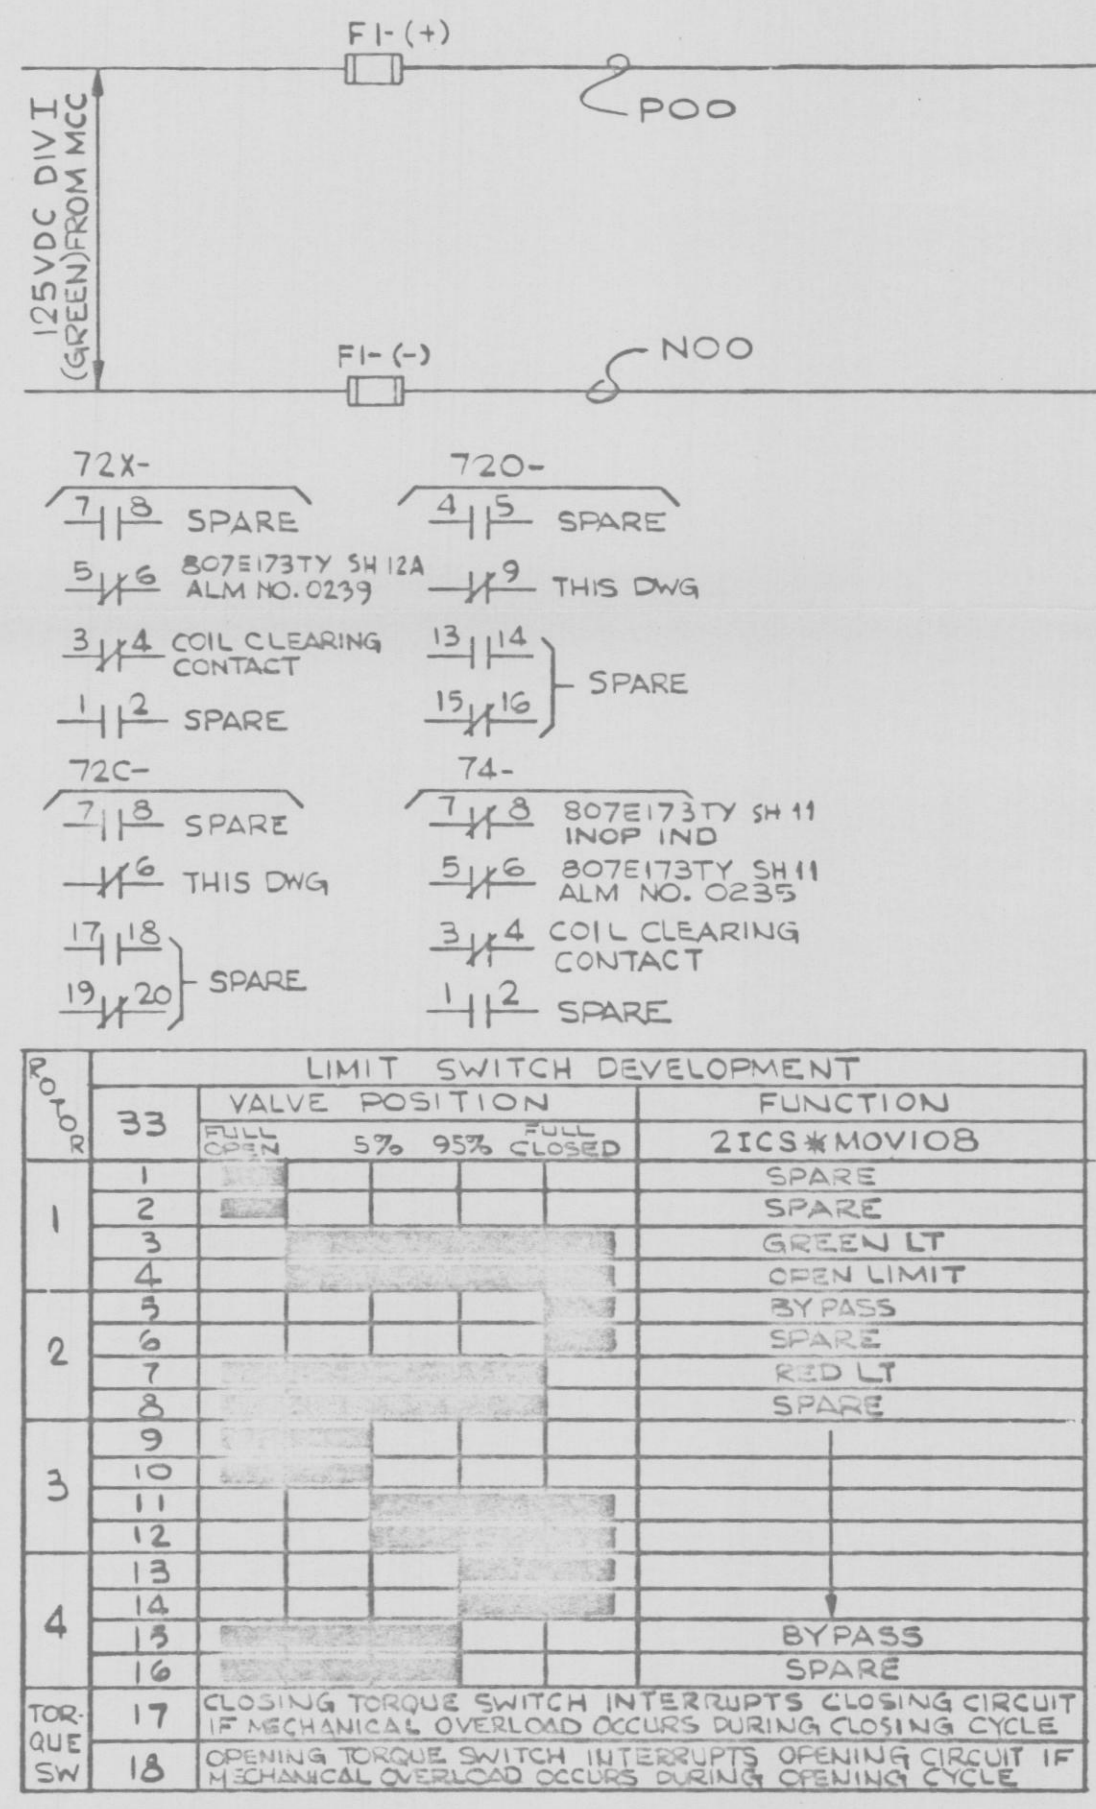 F1-(+)
POO
125VDC DIV I
(GREEN)FROM MCC
F1-(-)
NOO
72X-
7 8 SPARE
5 6 807E173TY SH 12A
ALM NO. 0239
3 4 COIL CLEARING
CONTACT
1 2 SPARE
72O-
4 5 SPARE
9 THIS DWG
13 14
SPARE
15 16
72C-
7 8 SPARE
6 THIS DWG
17 18
SPARE
19 20
74-
7 8 807E173TY SH 11
INOP IND
5 6 807E173TY SH 11
ALM NO. 0235
3 4 COIL CLEARING
CONTACT
1 2 SPARE
ROTOR
LIMIT SWITCH DEVELOPMENT
33
VALVE POSITION
FUNCTION
FULL OPEN 5% 95% FULL CLOSED
2ICS*MOV108
1
1 SPARE
2 SPARE
3 GREEN LT
4 OPEN LIMIT
2
5 BYPASS
6 SPARE
7 RED LT
8 SPARE
3
9
10
11
12
4
13
14
15 BYPASS
16 SPARE
TOR-
QUE
SW
17 CLOSING TORQUE SWITCH INTERRUPTS CLOSING CIRCUIT
IF MECHANICAL OVERLOAD OCCURS DURING CLOSING CYCLE
18 OPENING TORQUE SWITCH INTERRUPTS OPENING CIRCUIT IF
MECHANICAL OVERLOAD OCCURS DURING OPENING CYCLE